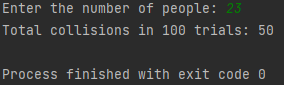 Enter the number of people: 23
Total collisions in 100 trials: 50
Process finished with exit code 0